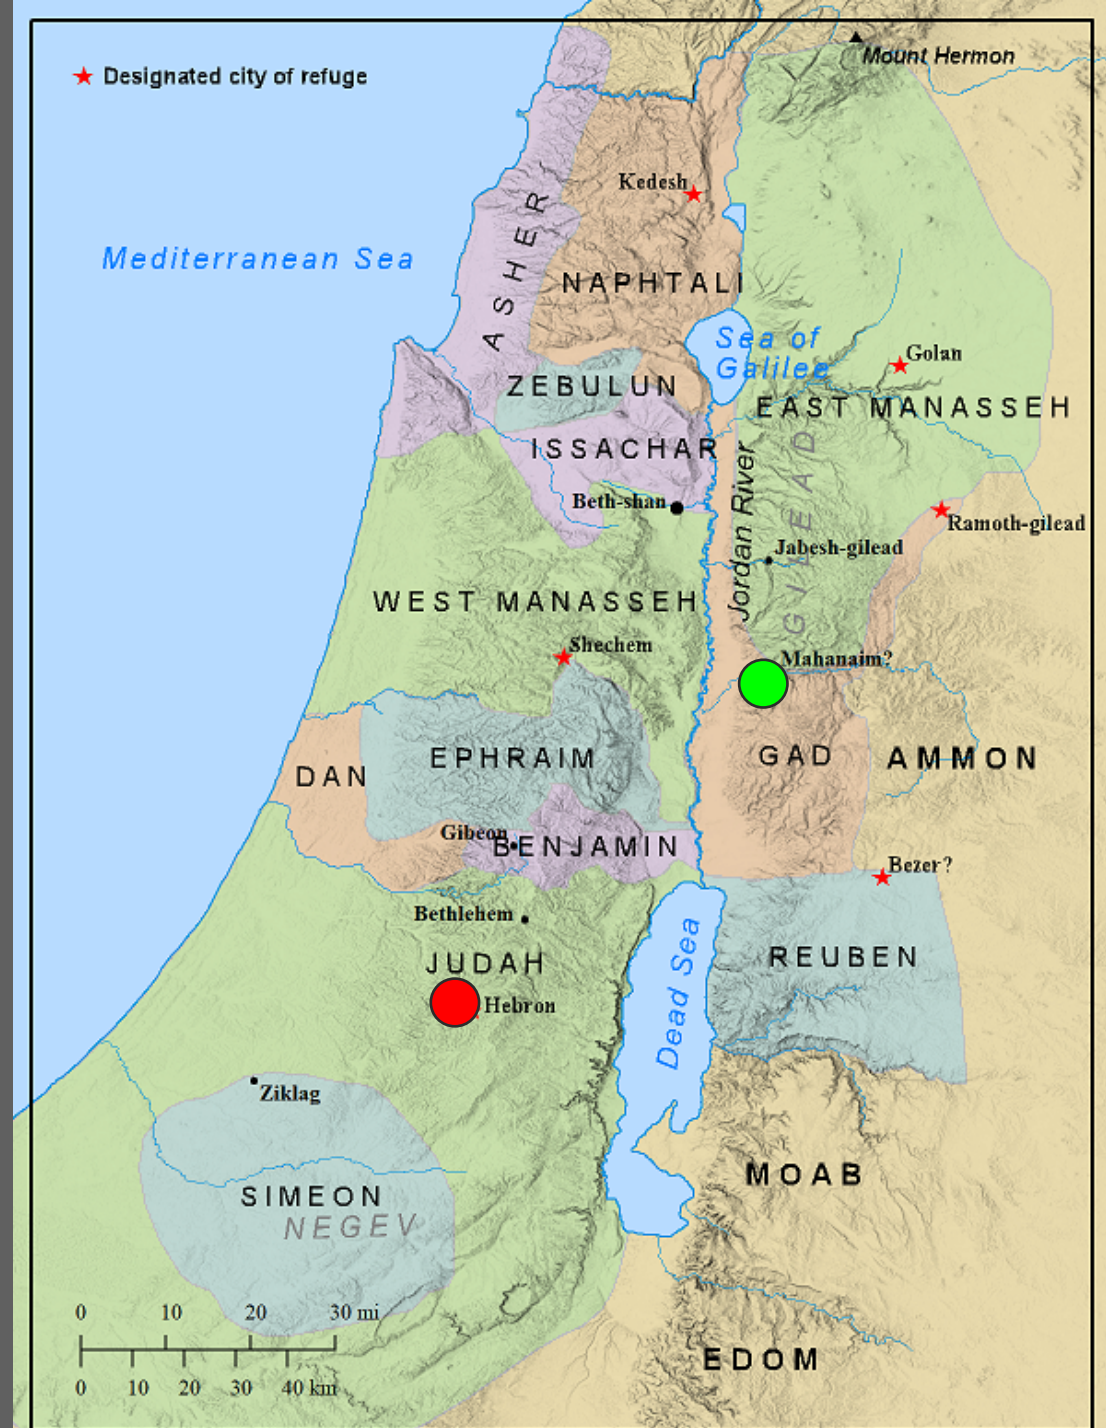 Mount Hermon
Designated city of refuge
Kedesh
ASHER
Mediterranean Sea
NAPHTALI
Sea of
Galilee
Golan
ZEBULUN
EAST MANASSEH
ISSACHAR
Jordan River
GILEAD
Beth-shan
Ramoth-gilead
Jabesh-gilead
WEST MANASSEH
Shechem
Mahanaim?
EPHRAIM
GAD
AMMON
DAN
Gibeon
BENJAMIN
Bezer?
Bethlehem
JUDAH
REUBEN
Dead Sea
Hebron
Ziklag
MOAB
SIMEON
NEGEV
0 10 20 30 mi
0 10 20 30 40 km
EDOM